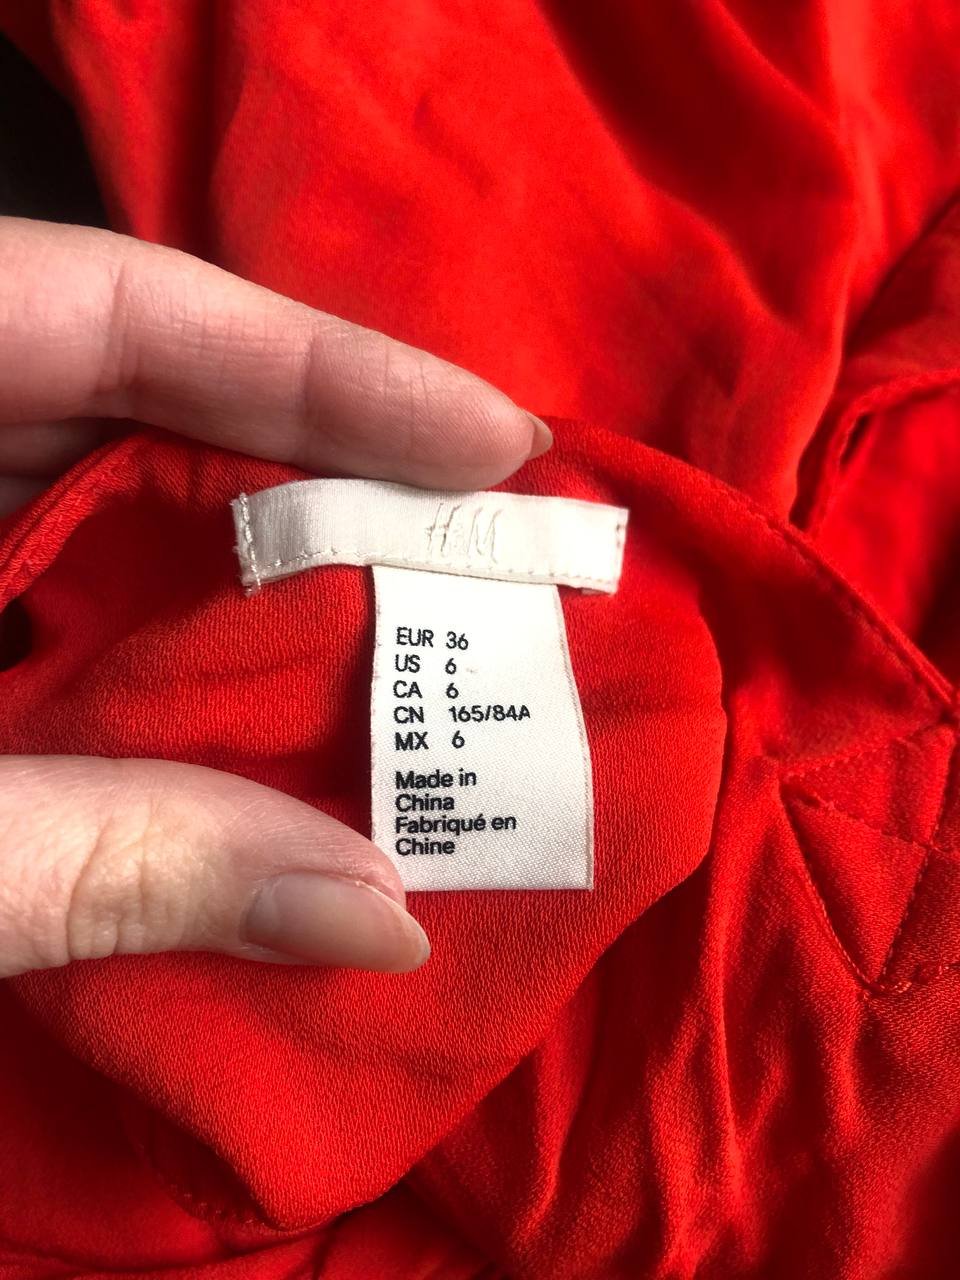 H&M
EUR 36
US 6
CA 6
CN 165/84A
MX 6
Made in
China
Fabriqué en
Chine